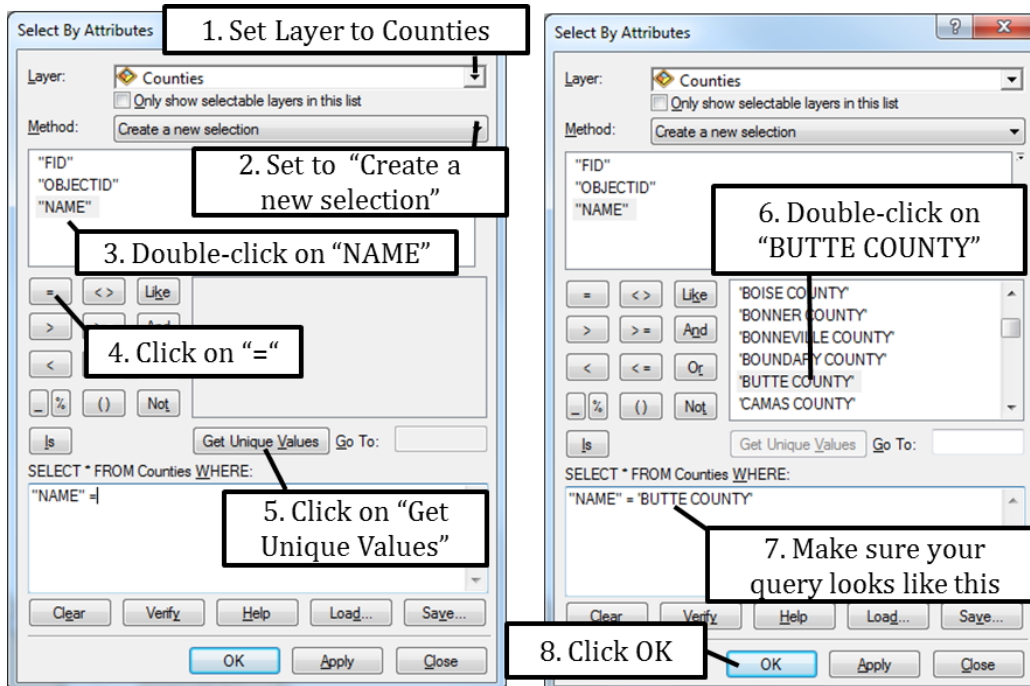 Select By Attributes
1. Set Layer to Counties
Layer:
Counties
Only show selectable layers in this list
Method:
Create a new selection
2. Set to “Create a
new selection”
"FID"
"OBJECTID"
"NAME"
3. Double-click on “NAME”
=
< >
Like
>
And
4. Click on “=“
<
_
%
( )
Not
Is
Get Unique Values
Go To:
SELECT * FROM Counties WHERE:
"NAME" =
5. Click on “Get
Unique Values”
Clear
Verify
Help
Load...
Save...
OK
Apply
Close
Select By Attributes
?
X
Layer:
Counties
Only show selectable layers in this list
Method:
Create a new selection
"FID"
"OBJECTID"
"NAME"
6. Double-click on
“BUTTE COUNTY”
=
< >
Like
'BOISE COUNTY'
'BONNER COUNTY'
>
> =
And
'BONNEVILLE COUNTY'
'BOUNDARY COUNTY'
<
< =
Or
'BUTTE COUNTY'
'CAMAS COUNTY'
_
%
( )
Not
Is
Get Unique Values
Go To:
SELECT * FROM Counties WHERE:
"NAME" = 'BUTTE COUNTY'
7. Make sure your
query looks like this
Clear
Verify
Help
Load...
Save...
8. Click OK
OK
Apply
Close